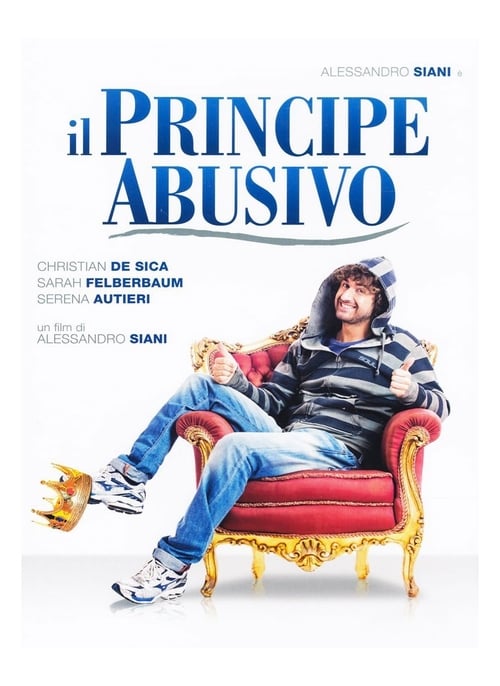 ALESSANDRO SIANI è
il PRINCIPE
ABUSIVO
CHRISTIAN DE SICA
SARAH FELBERBAUM
SERENA AUTIERI
un film di
ALESSANDRO SIANI